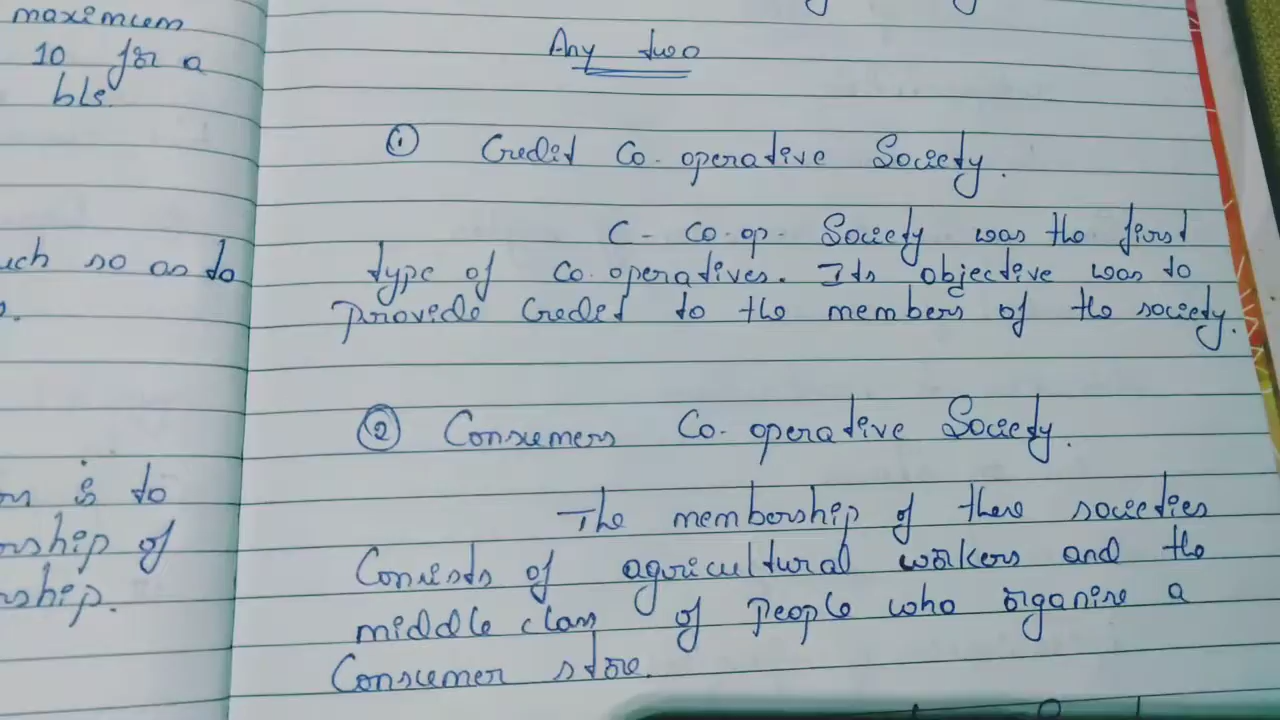 maximum
10 for a
bls.
uch so as to
is to
ership of
rship.
Any two
① Credit Co-operative Society.
C- Co-op- Society was the first
type of Co-operatives. Its objective was to
Provide Credit to the members of the society.
② Consumers Co-operative Society.
The membership of these societies
Consists of agricultural workers and the
middle class of People who organise a
Consumer store.